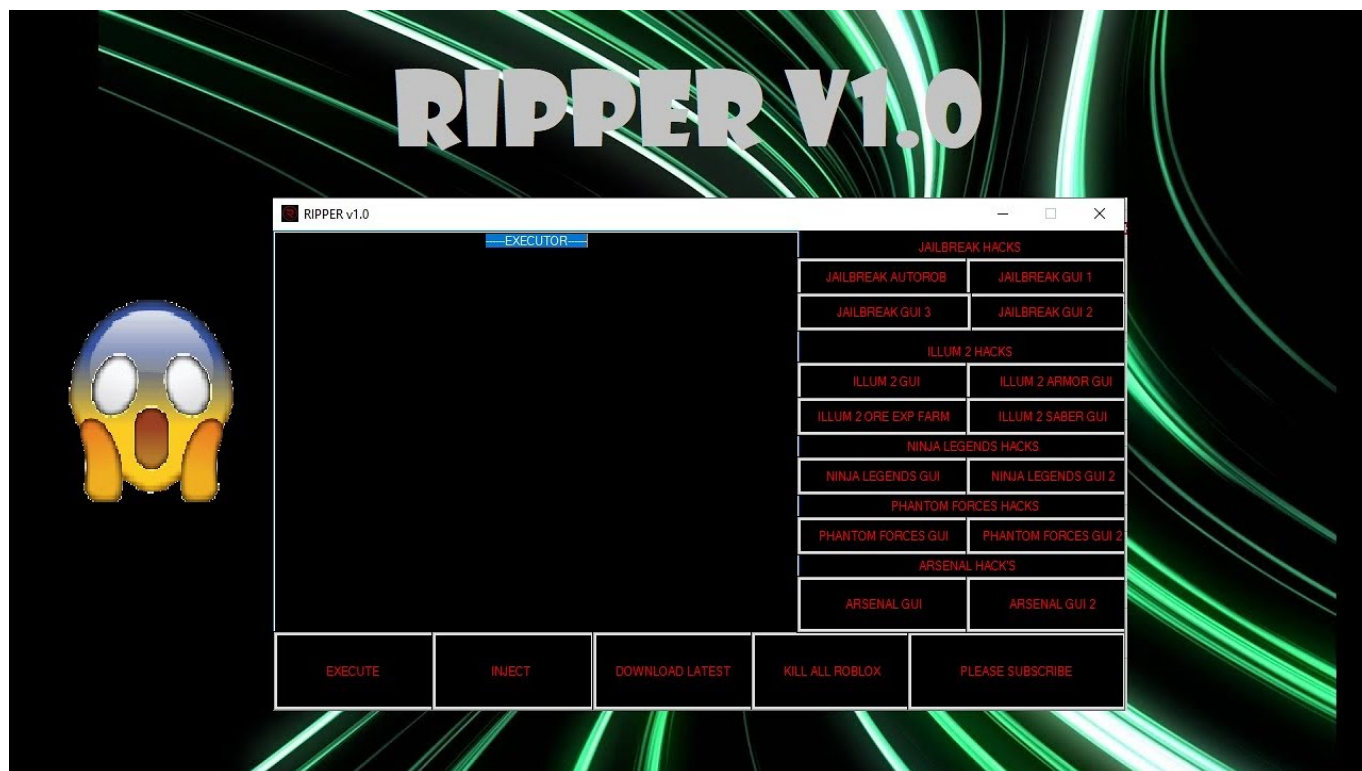 RIPPER V1.0
RIPPER v1.0
-----EXECUTOR-----
JAILBREAK HACKS
JAILBREAK AUTOROB
JAILBREAK GUI 1
JAILBREAK GUI 3
JAILBREAK GUI 2
ILLUM 2 HACKS
ILLUM 2 GUI
ILLUM 2 ARMOR GUI
ILLUM 2 ORE EXP FARM
ILLUM 2 SABER GUI
NINJA LEGENDS HACKS
NINJA LEGENDS GUI
NINJA LEGENDS GUI 2
PHANTOM FORCES HACKS
PHANTOM FORCES GUI
PHANTOM FORCES GUI 2
ARSENAL HACK'S
ARSENAL GUI
ARSENAL GUI 2
EXECUTE
INJECT
DOWNLOAD LATEST
KILL ALL ROBLOX
PLEASE SUBSCRIBE